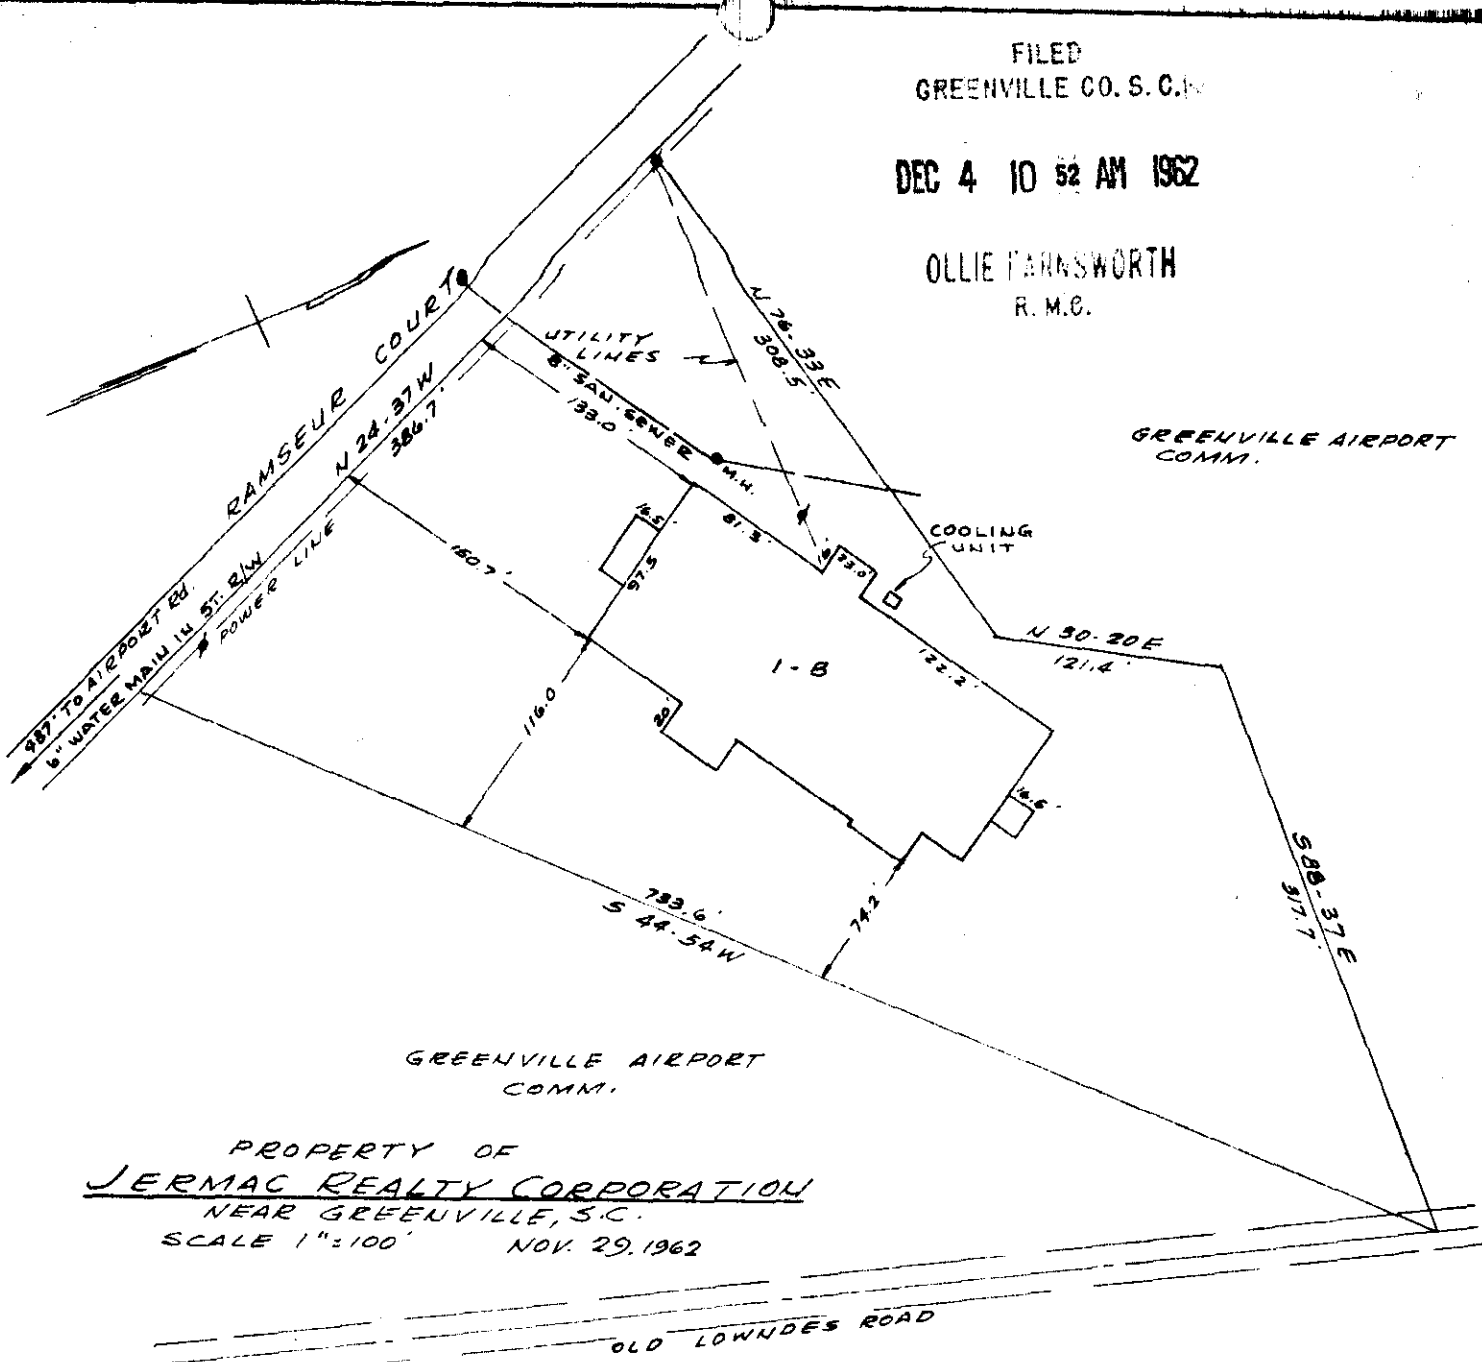 FILED
GREENVILLE CO. S. C.
DEC 4 10 52 AM 1962
OLLIE FARNSWORTH
R. M. C.
RAMSEUR COURT
N 24-37 W
386.7'
487' TO AIRPORT Rd.
6" WATER MAIN IN ST. R/W
POWER LINE
UTILITY
LINES
8" SAN. SEWER
M.H.
N 76-33 E
308.5'
GREENVILLE AIRPORT
COMM.
133.0
81.3'
16.5'
97.5
160.7'
116.0
16'
23.0'
COOLING
UNIT
1-B
122.2'
20'
16.6'
74.2'
N 30-20 E
121.4'
S 88-37 E
317.7'
733.6'
S 44-54 W
GREENVILLE AIRPORT
COMM.
PROPERTY OF
JERMAC REALTY CORPORATION
NEAR GREENVILLE, S.C.
SCALE 1"=100' NOV. 29, 1962
OLD LOWNDES ROAD